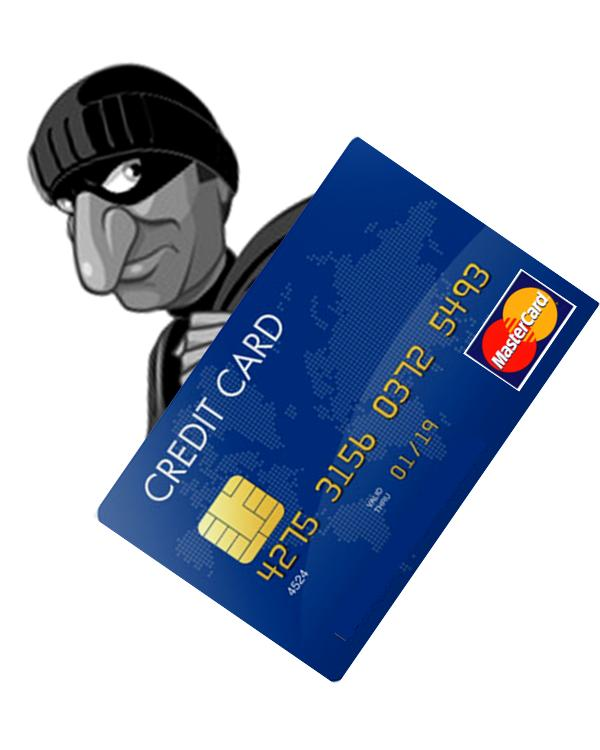 CREDIT CARD
MasterCard
4275 3156 0372 5493
4524
VALID
THRU
01/19